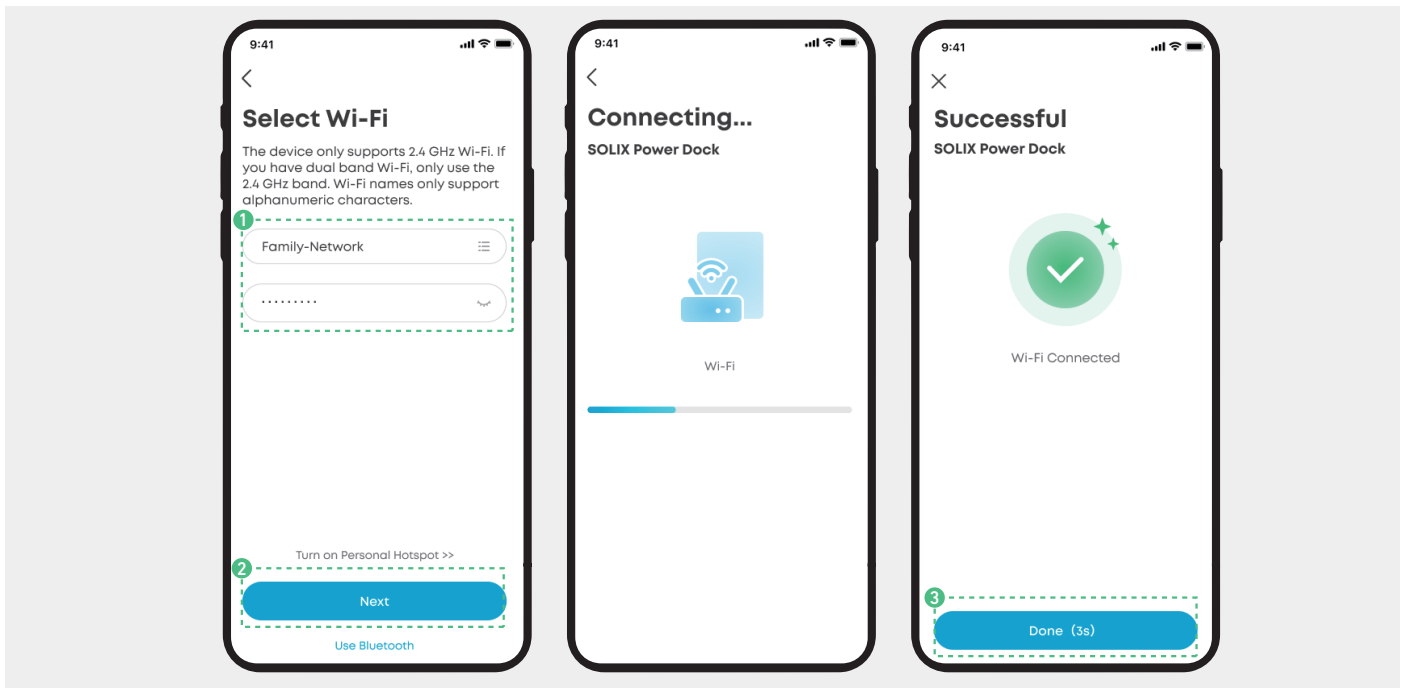 9:41
Select Wi-Fi
The device only supports 2.4 GHz Wi-Fi. If
you have dual band Wi-Fi, only use the
2.4 GHz band. Wi-Fi names only support
alphanumeric characters.
1
Family-Network
·········
Turn on Personal Hotspot >>
2
Next
Use Bluetooth
9:41
Connecting...
SOLIX Power Dock
Wi-Fi
9:41
Successful
SOLIX Power Dock
Wi-Fi Connected
3
Done (3s)